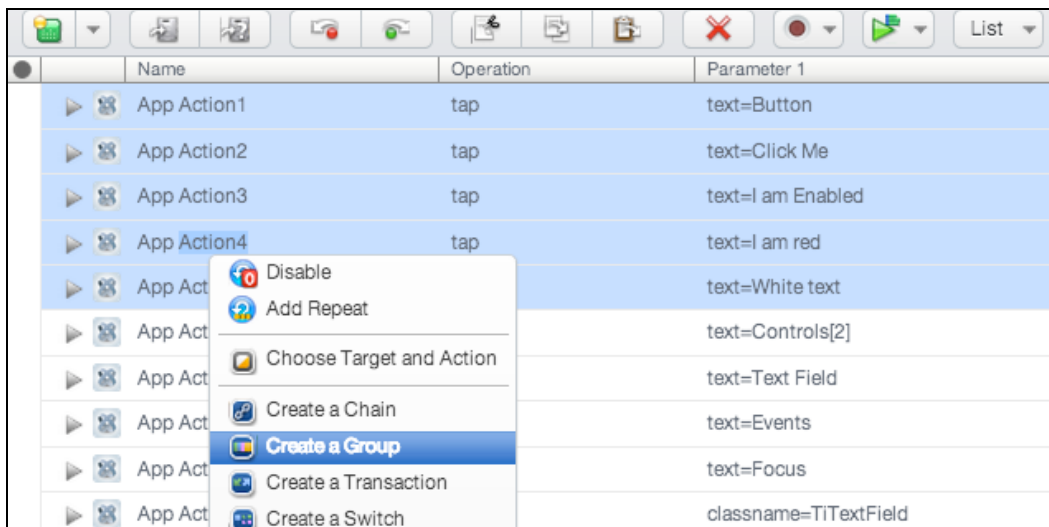 List
Name Operation Parameter 1
App Action1 tap text=Button
App Action2 tap text=Click Me
App Action3 tap text=I am Enabled
App Action4 tap text=I am red
App Act text=White text
App Act text=Controls[2]
App Act text=Text Field
App Act text=Events
App Act text=Focus
App Act classname=TiTextField
Disable
Add Repeat
Choose Target and Action
Create a Chain
Create a Group
Create a Transaction
Create a Switch